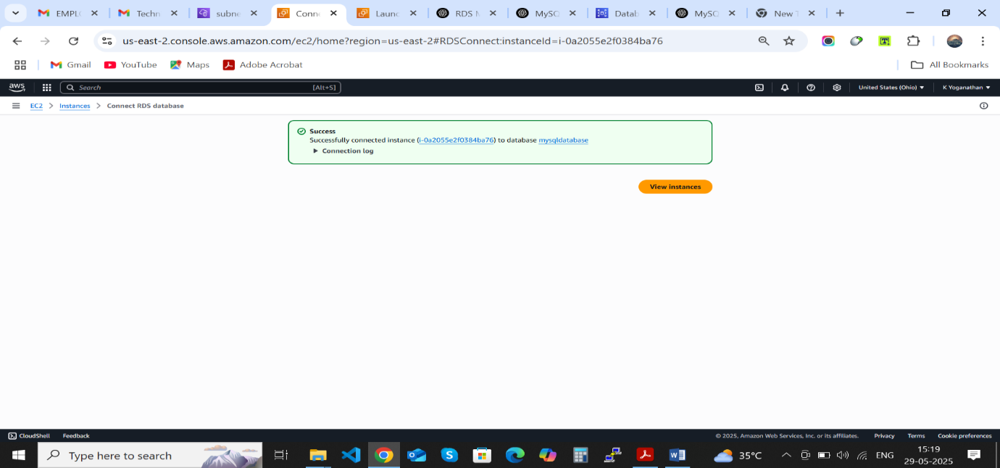 EMPL
Techn
subne
Conn
Launc
RDS M
MySQ
Datab
MySQ
New T
us-east-2.console.aws.amazon.com/ec2/home?region=us-east-2#RDSConnect:instanceId=i-0a2055e2f0384ba76
Gmail
YouTube
Maps
Adobe Acrobat
All Bookmarks
aws
Search
[Alt+S]
United States (Ohio)
K Yoganathan
EC2 > Instances > Connect RDS database
Success
Successfully connected instance (i-0a2055e2f0384ba76) to database mysqldatabase
Connection log
View instances
CloudShell
Feedback
© 2025, Amazon Web Services, Inc. or its affiliates.
Privacy
Terms
Cookie preferences
Type here to search
35°C
ENG
15:19
29-05-2025